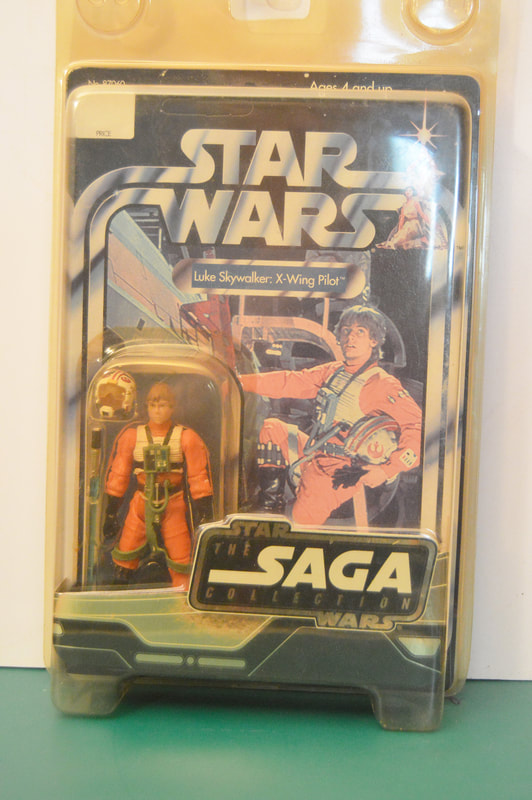 Ages 4 and up
PRICE
STAR
WARS
Luke Skywalker: X-Wing Pilot™
STAR
THE
SAGA
COLLECTION
WARS